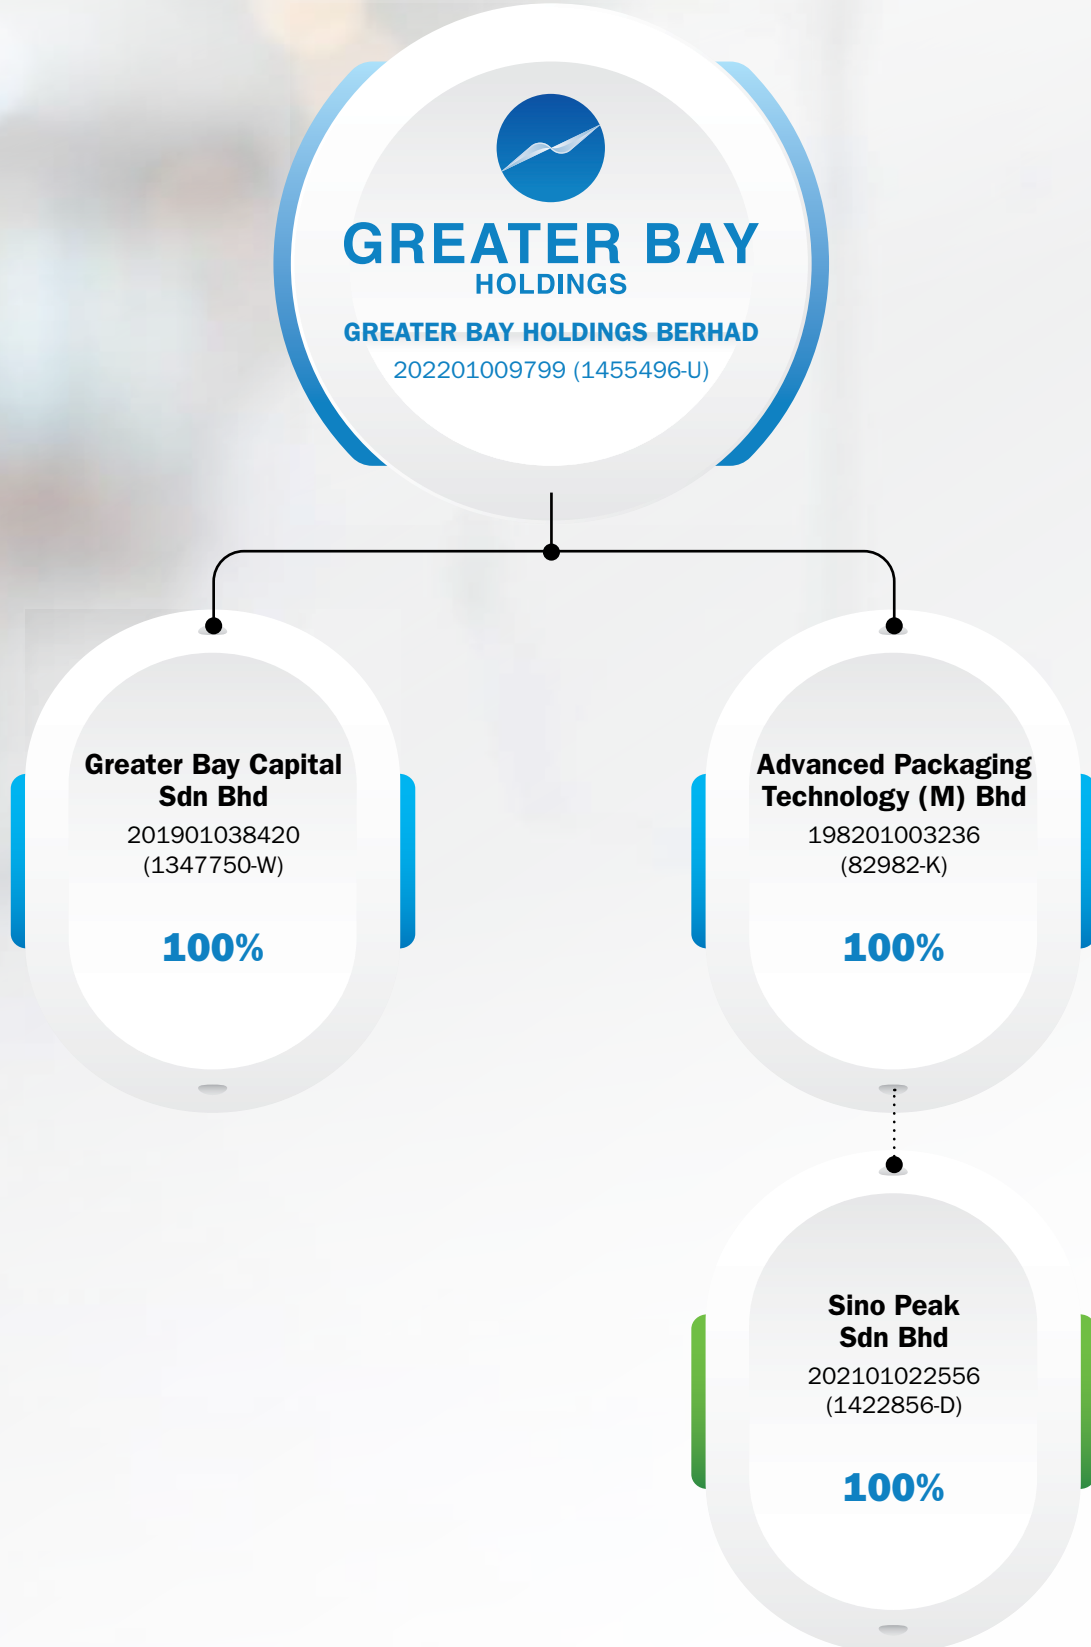 GREATER BAY
HOLDINGS
GREATER BAY HOLDINGS BERHAD
202201009799 (1455496-U)
Greater Bay Capital
Sdn Bhd
201901038420
(1347750-W)
100%
Advanced Packaging
Technology (M) Bhd
198201003236
(82982-K)
100%
Sino Peak
Sdn Bhd
202101022556
(1422856-D)
100%